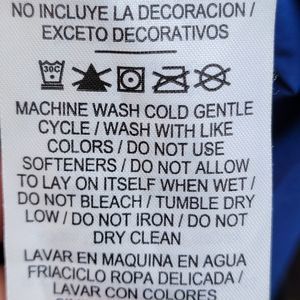 NO INCLUYE LA DECORACION /
EXCETO DECORATIVOS
30C
MACHINE WASH COLD GENTLE
CYCLE / WASH WITH LIKE
COLORS / DO NOT USE
SOFTENERS / DO NOT ALLOW
TO LAY ON ITSELF WHEN WET /
DO NOT BLEACH / TUMBLE DRY
LOW / DO NOT IRON / DO NOT
DRY CLEAN
LAVAR EN MAQUINA EN AGUA
FRIACICLO ROPA DELICADA /
LAVAR CON COLORES